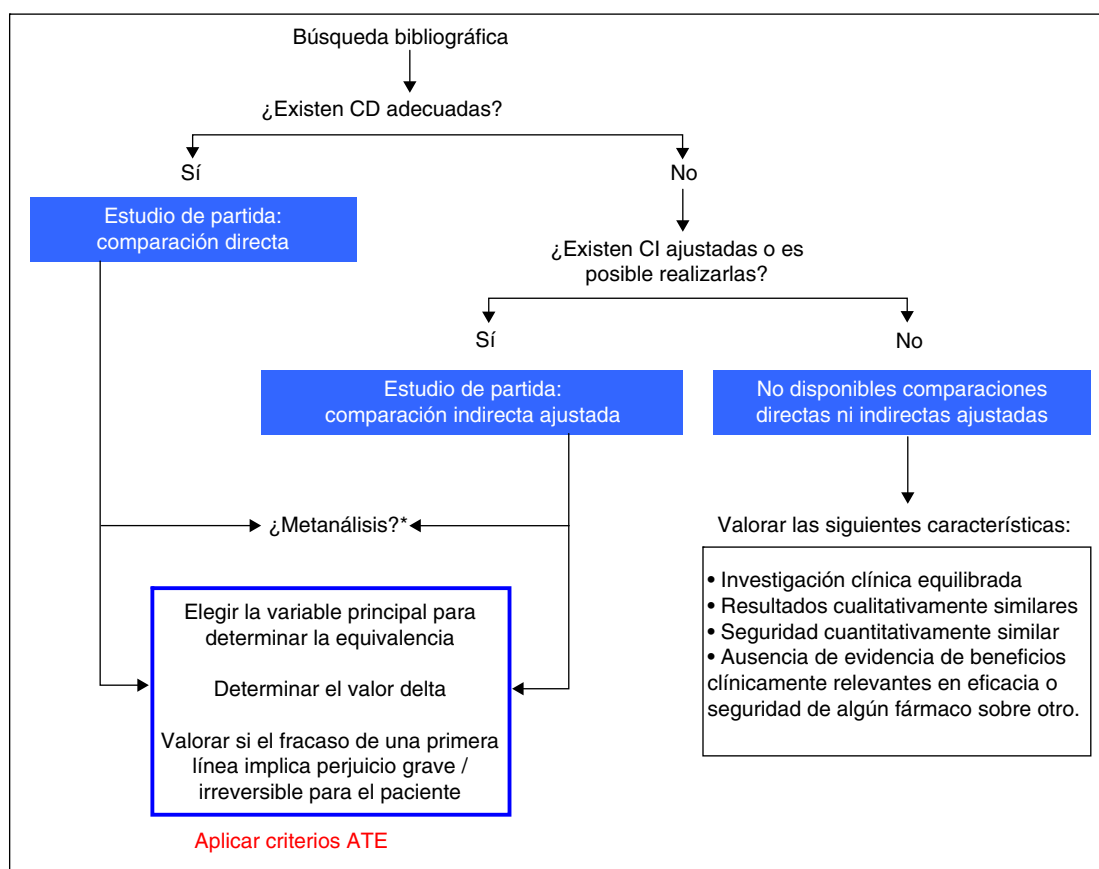 Búsqueda bibliográfica
¿Existen CD adecuadas?
Sí
No
Estudio de partida:
comparación directa
¿Existen CI ajustadas o es
posible realizarlas?
Sí
No
Estudio de partida:
comparación indirecta ajustada
No disponibles comparaciones
directas ni indirectas ajustadas
¿Metanálisis?*
Valorar las siguientes características:
• Investigación clínica equilibrada
• Resultados cualitativamente similares
• Seguridad cuantitativamente similar
• Ausencia de evidencia de beneficios
clínicamente relevantes en eficacia o
seguridad de algún fármaco sobre otro.
Elegir la variable principal para
determinar la equivalencia
Determinar el valor delta
Valorar si el fracaso de una primera
línea implica perjuicio grave /
irreversible para el paciente
Aplicar criterios ATE